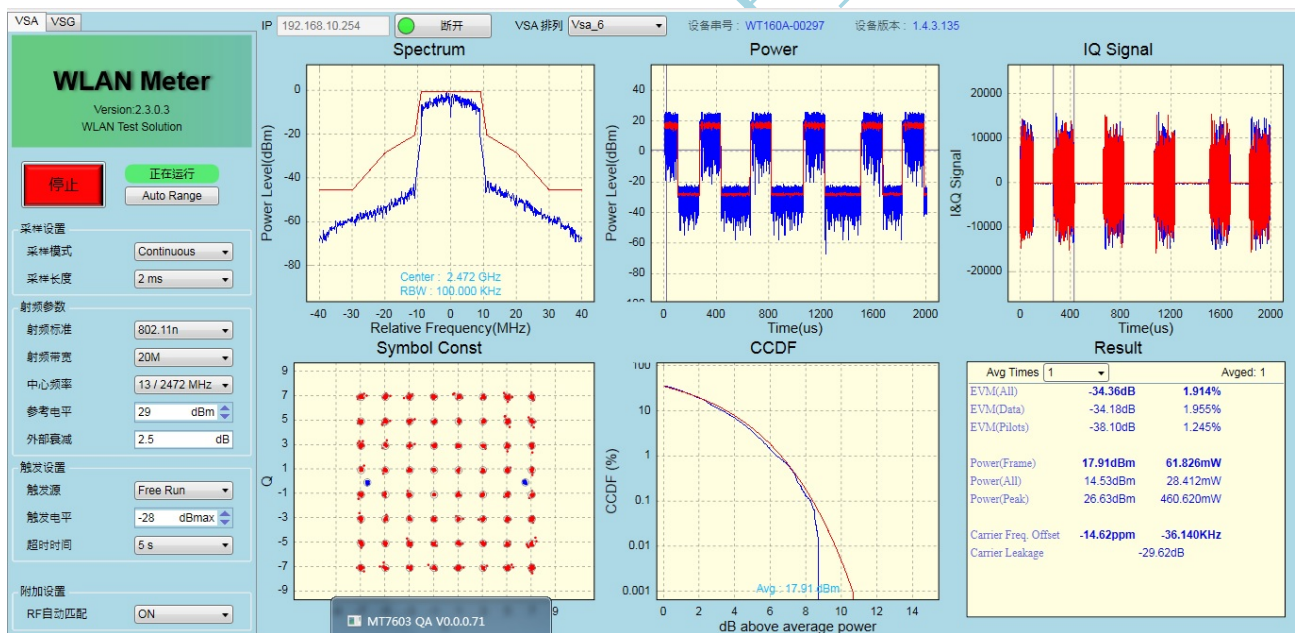 VSA VSG
IP 192.168.10.254 断开 VSA 排列 Vsa_6 设备串号： WT160A-00297 设备版本： 1.4.3.135
WLAN Meter
Version:2.3.0.3
WLAN Test Solution
停止
正在运行
Auto Range
采样设置
采样模式 Continuous
采样长度 2 ms
射频参数
射频标准 802.11n
射频带宽 20M
中心频率 13 / 2472 MHz
参考电平 29 dBm
外部衰减 2.5 dB
触发设置
触发源 Free Run
触发电平 -28 dBmax
超时时间 5 s
附加设置
RF自动匹配 ON
Spectrum
Power Level(dBm)
0
-20
-40
-60
-80
Center : 2.472 GHz
RBW : 100.000 KHz
-40 -30 -20 -10 0 10 20 30 40
Relative Frequency(MHz)
Power
Power Level(dBm)
40
20
0
-20
-40
-60
-80
0 400 800 1200 1600 2000
Time(us)
IQ Signal
I&Q Signal
20000
10000
0
-10000
-20000
0 400 800 1200 1600 2000
Time(us)
Symbol Const
Q
9
7
5
3
1
-1
-3
-5
-7
-9
9
MT7603 QA V0.0.0.71
CCDF
CCDF (%)
100
10
1
0.1
0.01
0.001
Avg : 17.91 dBm
0 2 4 6 8 10 12 14
dB above average power
Result
Avg Times 1 Avged: 1
EVM(All) -34.36dB 1.914%
EVM(Data) -34.18dB 1.955%
EVM(Pilots) -38.10dB 1.245%
Power(Frame) 17.91dBm 61.826mW
Power(All) 14.53dBm 28.412mW
Power(Peak) 26.63dBm 460.620mW
Carrier Freq. Offset -14.62ppm -36.140KHz
Carrier Leakage -29.62dB